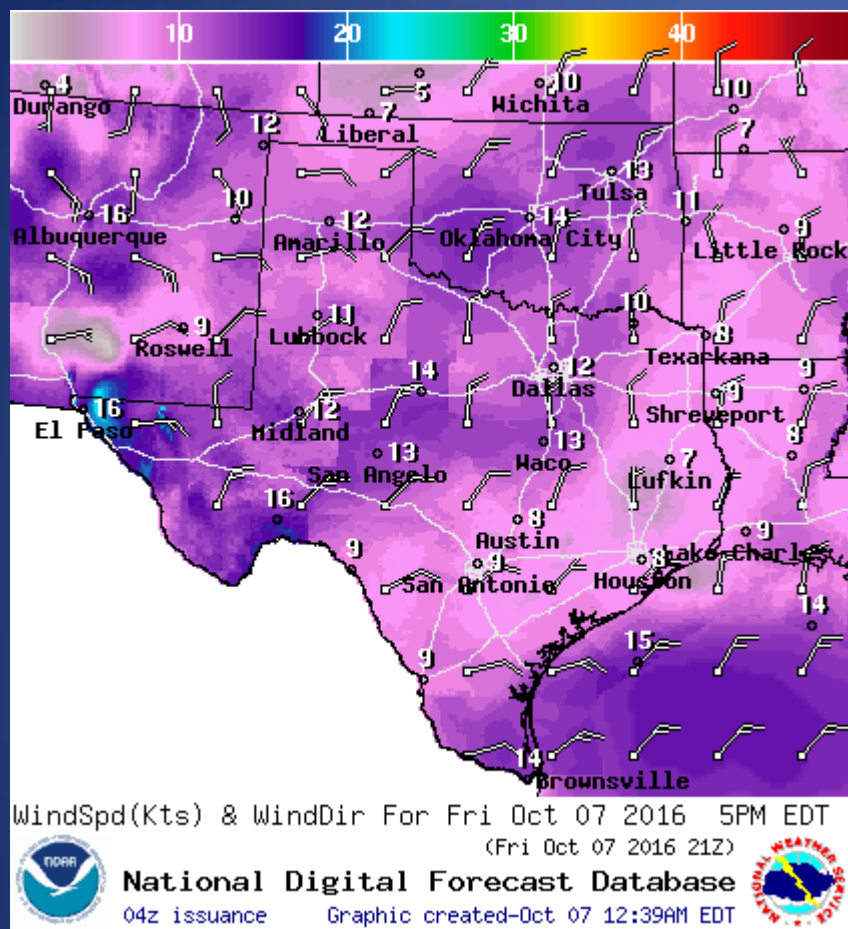 10 20 30 40
4 5 10 10
Durango Wichita
7
Liberal
12 7
13
Tulsa
16 10 12 14 11 9
Albuquerque Amarillo Oklahoma City Little Rock
9 11 10 8
Roswell Lubbock Texarkana
14 12 9
Dallas
16 12 9
El Paso Midland Shreveport
13 13 7 8
San Angelo Waco Lufkin
16 8 9
Austin Lake Charles
9 9 8
San Antonio Houston
14
15
9
14
Brownsville
WindSpd(Kts) & WindDir For Fri Oct 07 2016 5PM EDT
(Fri Oct 07 2016 21Z)
NOAA
National Digital Forecast Database
04z issuance Graphic created-Oct 07 12:39AM EDT
NATIONAL WEATHER SERVICE